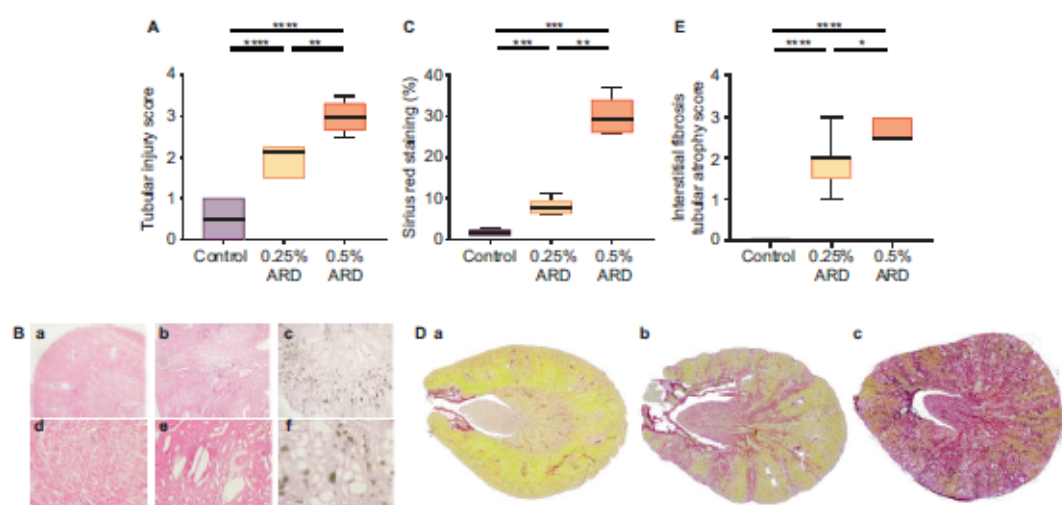 A
****
****
**
Tubular injury score
4
3
2
1
0
Control
0.25% ARD
0.5% ARD
C
***
***
**
Sirius red staining (%)
40
30
20
10
0
Control
0.25% ARD
0.5% ARD
E
****
****
*
Interstitial fibrosis
tubular atrophy score
4
3
2
1
0
Control
0.25% ARD
0.5% ARD
B
a
b
c
d
e
f
D
a
b
c